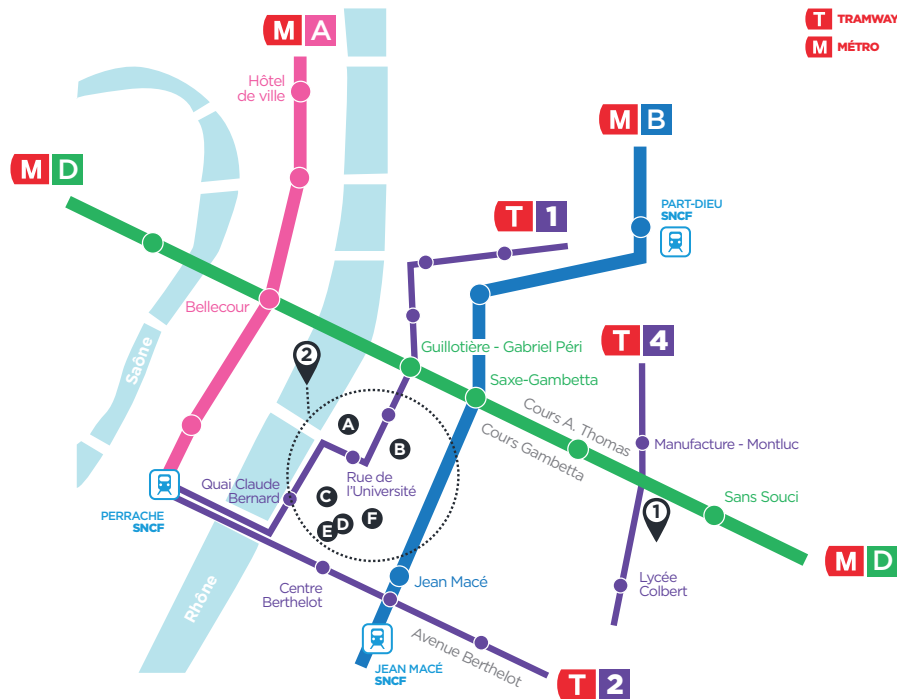 M A
T TRAMWAY
M MÉTRO
Hôtel
de ville
M B
M D
PART-DIEU
SNCF
T 1
Bellecour
Saône
Guillotière - Gabriel Péri
T 4
2
Saxe-Gambetta
Cours A. Thomas
Cours Gambetta
A
B
Manufacture - Montluc
Rue de
l'Université
Quai Claude
Bernard
C
D
E
F
PERRACHE
SNCF
Sans Souci
1
M D
Rhône
Centre
Berthelot
Jean Macé
Lycée
Colbert
Avenue Berthelot
JEAN MACÉ
SNCF
T 2